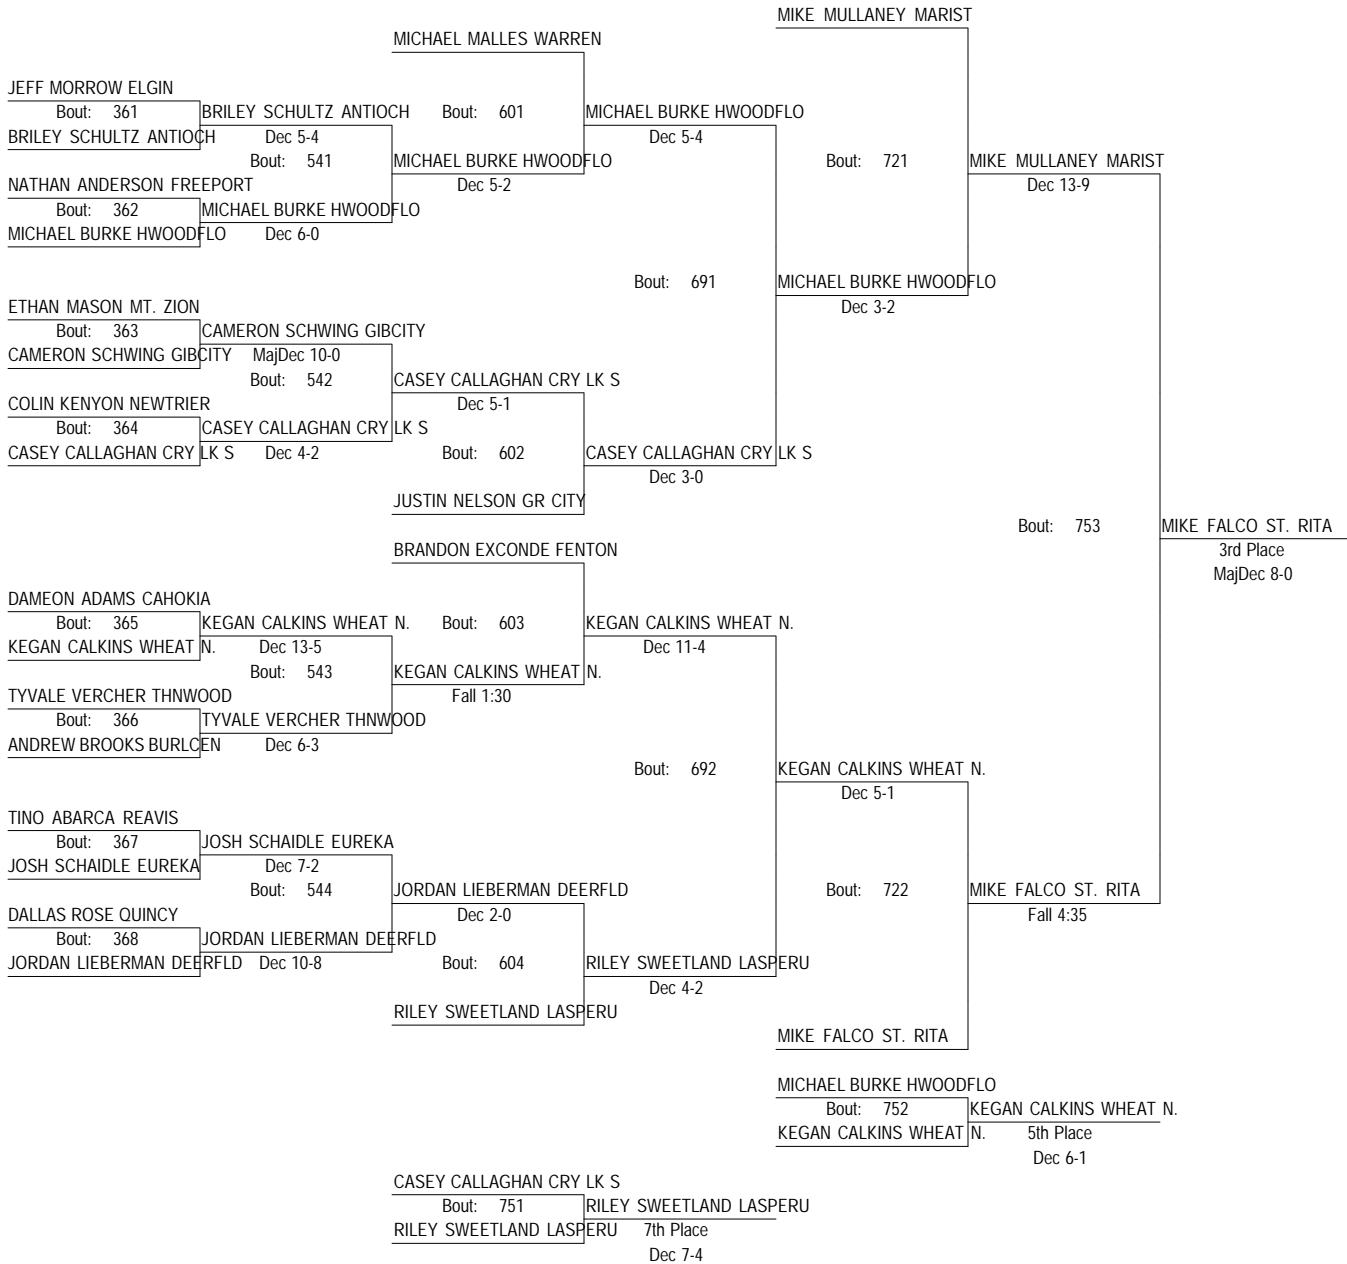 MIKE MULLANEY MARIST
MICHAEL MALLES WARREN
JEFF MORROW ELGIN
Bout: 361
BRILEY SCHULTZ ANTIOCH
Bout: 601
MICHAEL BURKE HWOODFLO
BRILEY SCHULTZ ANTIOCH
Dec 5-4
Dec 5-4
Bout: 541
MICHAEL BURKE HWOODFLO
Bout: 721
MIKE MULLANEY MARIST
NATHAN ANDERSON FREEPORT
Dec 5-2
Dec 13-9
Bout: 362
MICHAEL BURKE HWOODFLO
MICHAEL BURKE HWOODFLO
Dec 6-0
Bout: 691
MICHAEL BURKE HWOODFLO
ETHAN MASON MT. ZION
Dec 3-2
Bout: 363
CAMERON SCHWING GIBCITY
CAMERON SCHWING GIBCITY
MajDec 10-0
Bout: 542
CASEY CALLAGHAN CRY LK S
COLIN KENYON NEWTRIER
Dec 5-1
Bout: 364
CASEY CALLAGHAN CRY LK S
CASEY CALLAGHAN CRY LK S
Dec 4-2
Bout: 602
CASEY CALLAGHAN CRY LK S
Dec 3-0
JUSTIN NELSON GR CITY
Bout: 753
MIKE FALCO ST. RITA
BRANDON EXCONDE FENTON
3rd Place
MajDec 8-0
DAMEON ADAMS CAHOKIA
Bout: 365
KEGAN CALKINS WHEAT N.
Bout: 603
KEGAN CALKINS WHEAT N.
KEGAN CALKINS WHEAT N.
Dec 13-5
Dec 11-4
Bout: 543
KEGAN CALKINS WHEAT N.
TYVALE VERCHER THNWOOD
Fall 1:30
Bout: 366
TYVALE VERCHER THNWOOD
ANDREW BROOKS BURLCEN
Dec 6-3
Bout: 692
KEGAN CALKINS WHEAT N.
Dec 5-1
TINO ABARCA REAVIS
Bout: 367
JOSH SCHAIDLE EUREKA
JOSH SCHAIDLE EUREKA
Dec 7-2
Bout: 544
JORDAN LIEBERMAN DEERFLD
Bout: 722
MIKE FALCO ST. RITA
DALLAS ROSE QUINCY
Dec 2-0
Fall 4:35
Bout: 368
JORDAN LIEBERMAN DEERFLD
JORDAN LIEBERMAN DEERFLD
Dec 10-8
Bout: 604
RILEY SWEETLAND LASPERU
Dec 4-2
RILEY SWEETLAND LASPERU
MIKE FALCO ST. RITA
MICHAEL BURKE HWOODFLO
Bout: 752
KEGAN CALKINS WHEAT N.
KEGAN CALKINS WHEAT N.
5th Place
Dec 6-1
CASEY CALLAGHAN CRY LK S
Bout: 751
RILEY SWEETLAND LASPERU
RILEY SWEETLAND LASPERU
7th Place
Dec 7-4